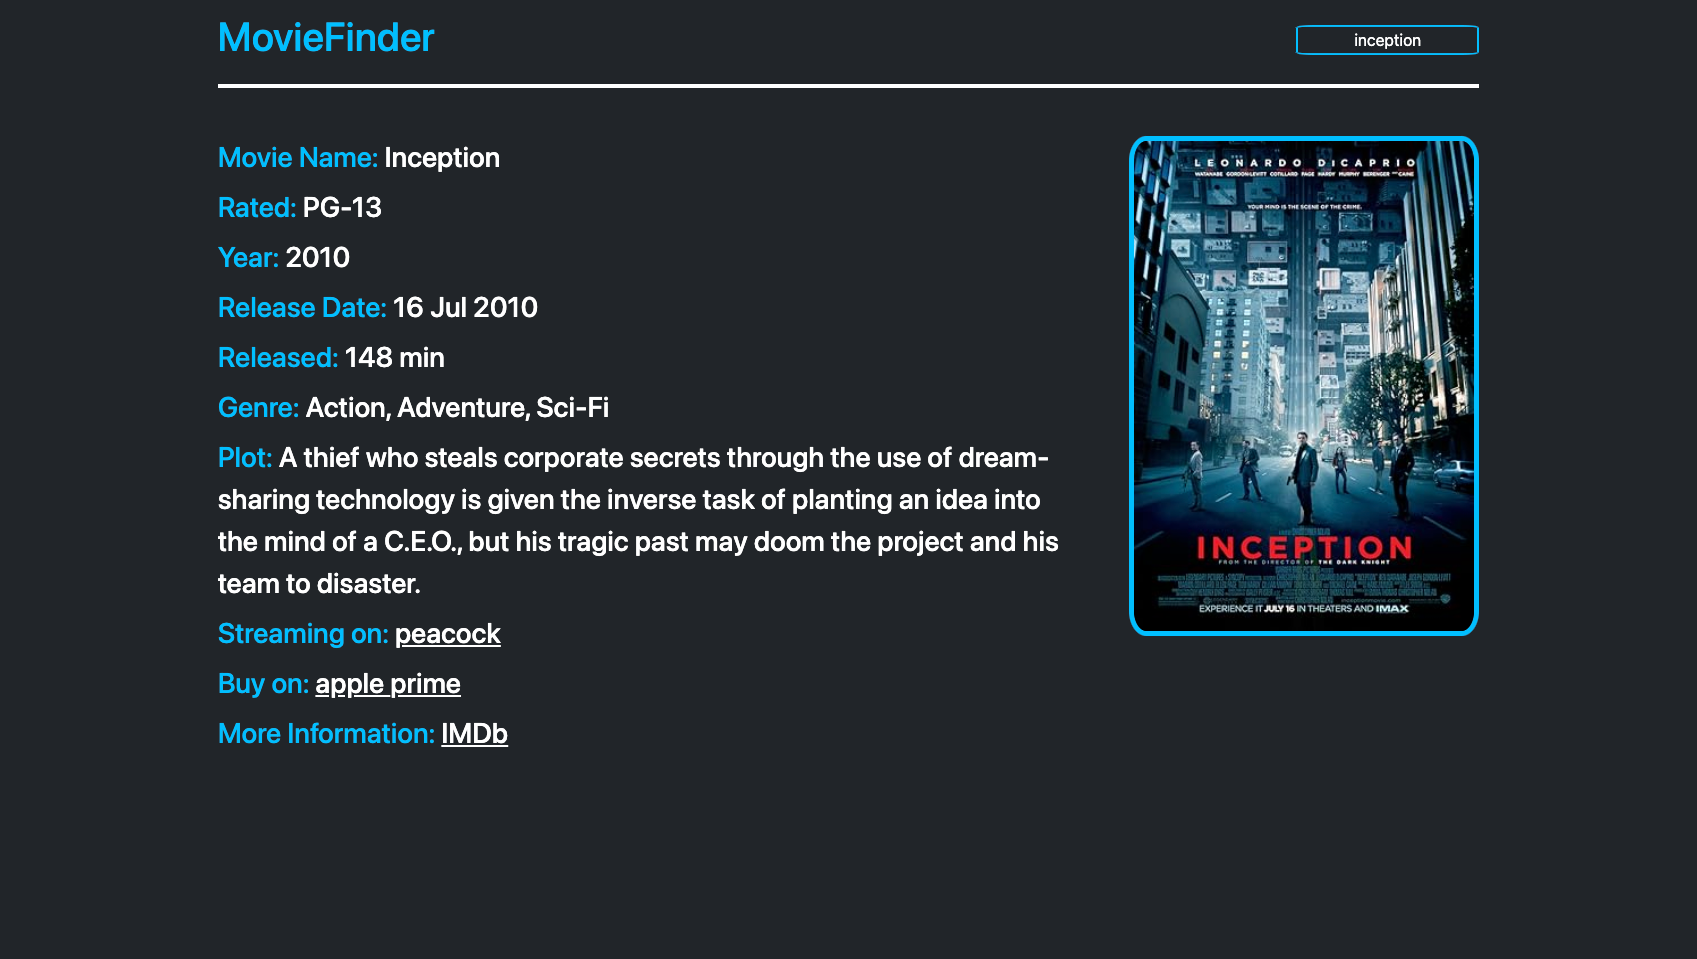 MovieFinder
inception
Movie Name: Inception
Rated: PG-13
Year: 2010
Release Date: 16 Jul 2010
Released: 148 min
Genre: Action, Adventure, Sci-Fi
Plot: A thief who steals corporate secrets through the use of dream-
sharing technology is given the inverse task of planting an idea into
the mind of a C.E.O., but his tragic past may doom the project and his
team to disaster.
Streaming on: peacock
Buy on: apple prime
More Information: IMDb
LEONARDO DICAPRIO
WATANABE GORDON-LEVITT COTILLARD PAGE HARDY MURPHY BERENGER AND CAINE
YOUR MIND IS THE SCENE OF THE CRIME.
INCEPTION
FROM THE DIRECTOR OF THE DARK KNIGHT
EXPERIENCE IT JULY 16 IN THEATERS AND IMAX